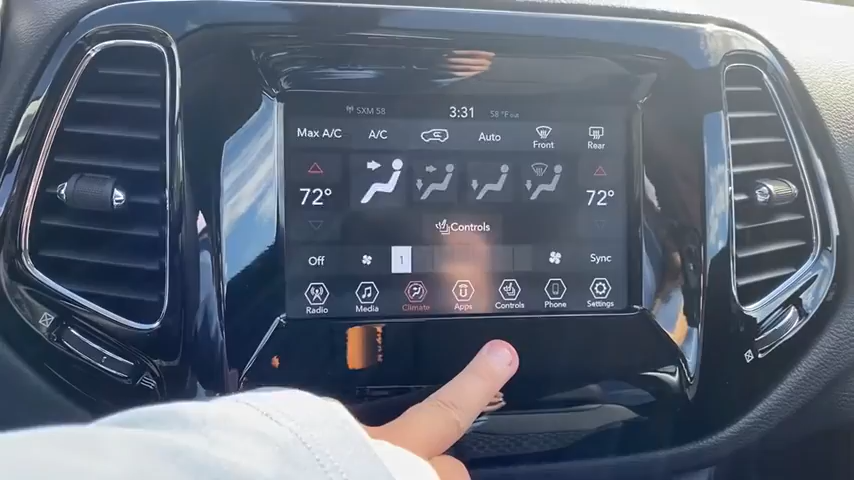 SXM 58 3:31 58 °F
Max A/C A/C Auto Front Rear
72° 72°
Controls
Off 1 Sync
Radio Media Climate Apps Controls Phone Settings